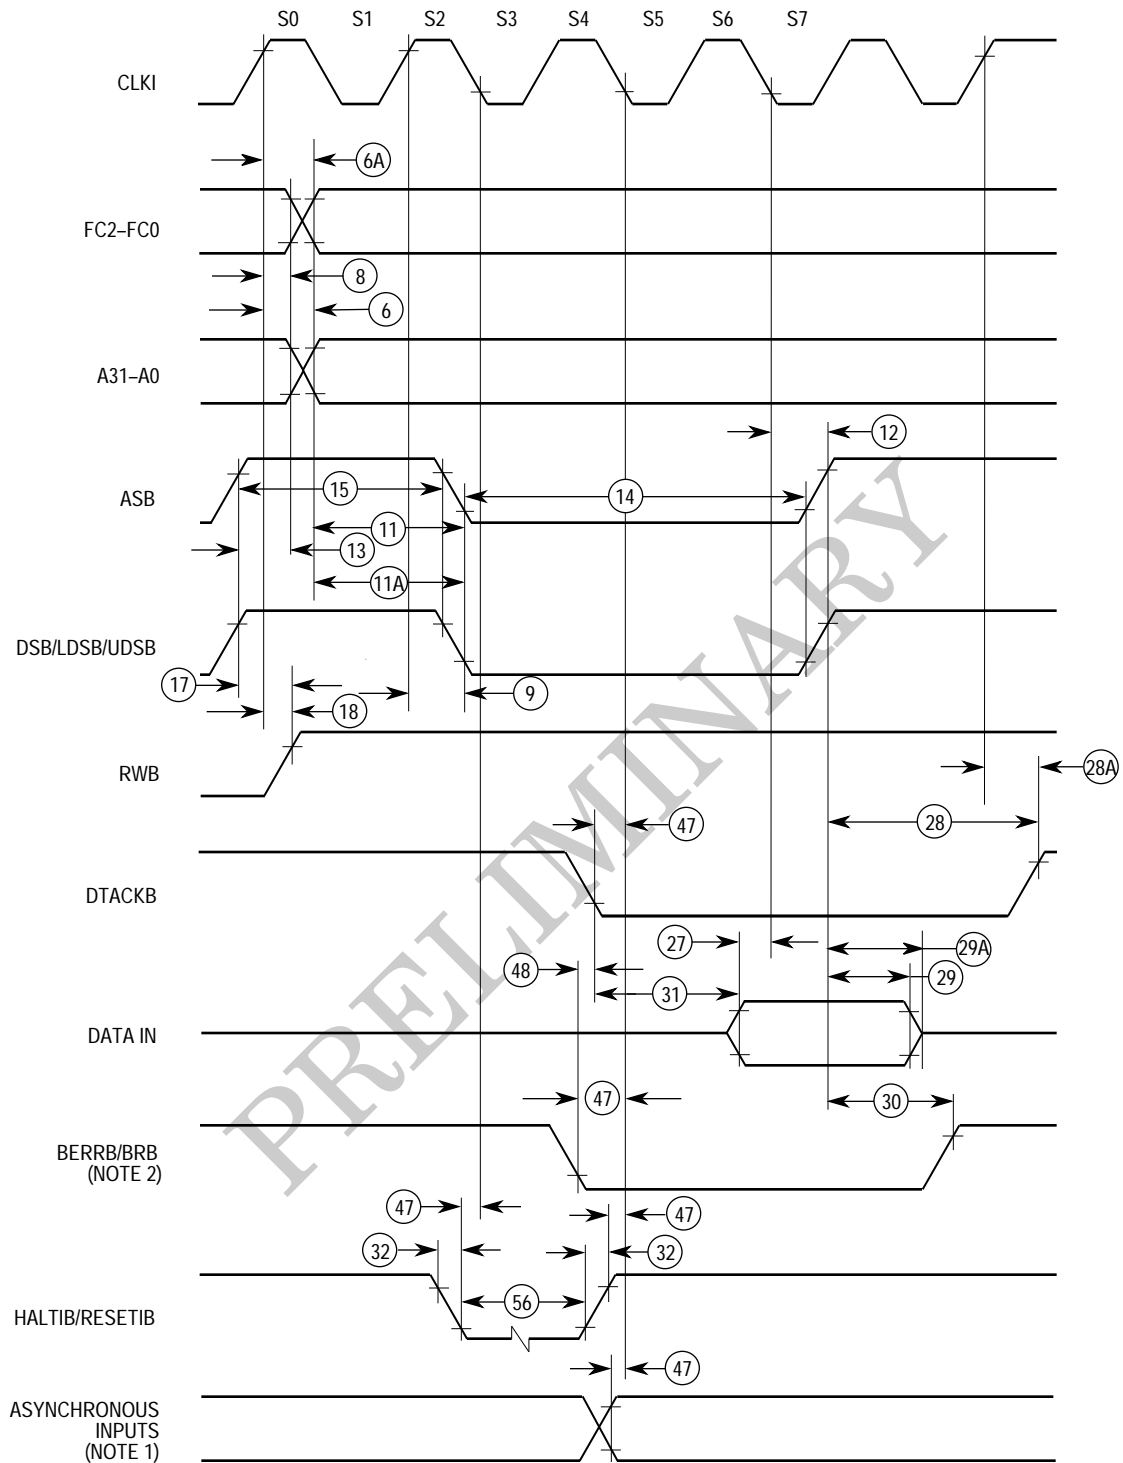 S0 S1 S2 S3 S4 S5 S6 S7
CLKI
6A
FC2–FC0
8
6
A31–A0
12
ASB
15
14
11
13
11A
DSB/LDSB/UDSB
17
9
18
RWB
28A
47
28
DTACKB
27
29A
48
31
29
DATA IN
47
30
BERRB/BRB
(NOTE 2)
47
47
32
32
56
HALTIB/RESETIB
47
ASYNCHRONOUS
INPUTS
(NOTE 1)
PRELIMINARY